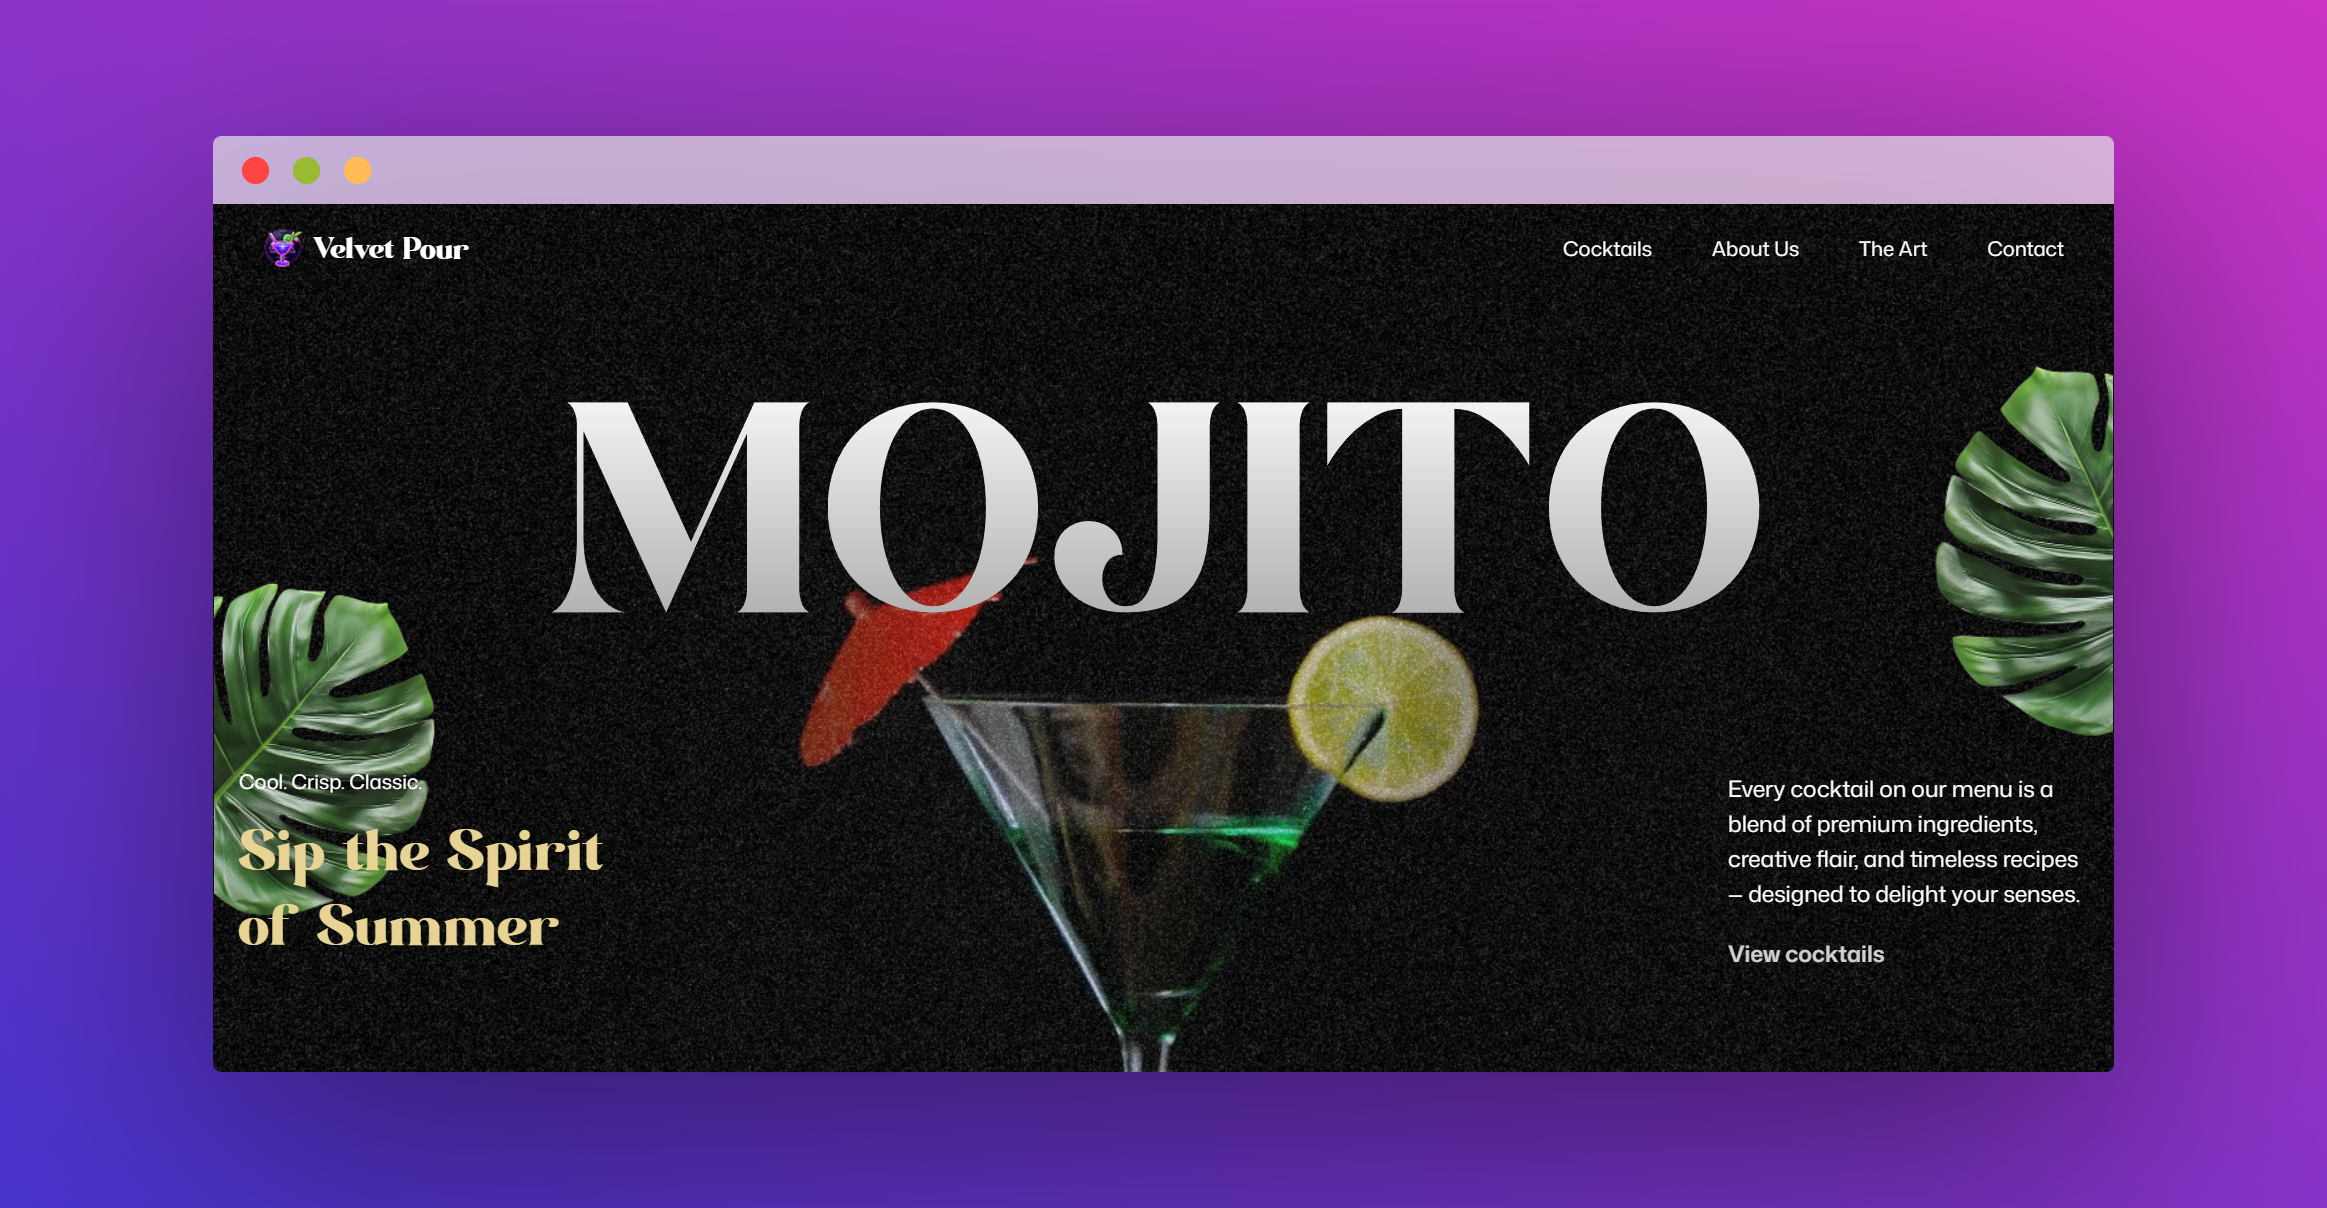 Velvet Pour
Cocktails
About Us
The Art
Contact
MOJITO
Cool. Crisp. Classic.
Sip the Spirit
of Summer
Every cocktail on our menu is a
blend of premium ingredients,
creative flair, and timeless recipes
— designed to delight your senses.
View cocktails